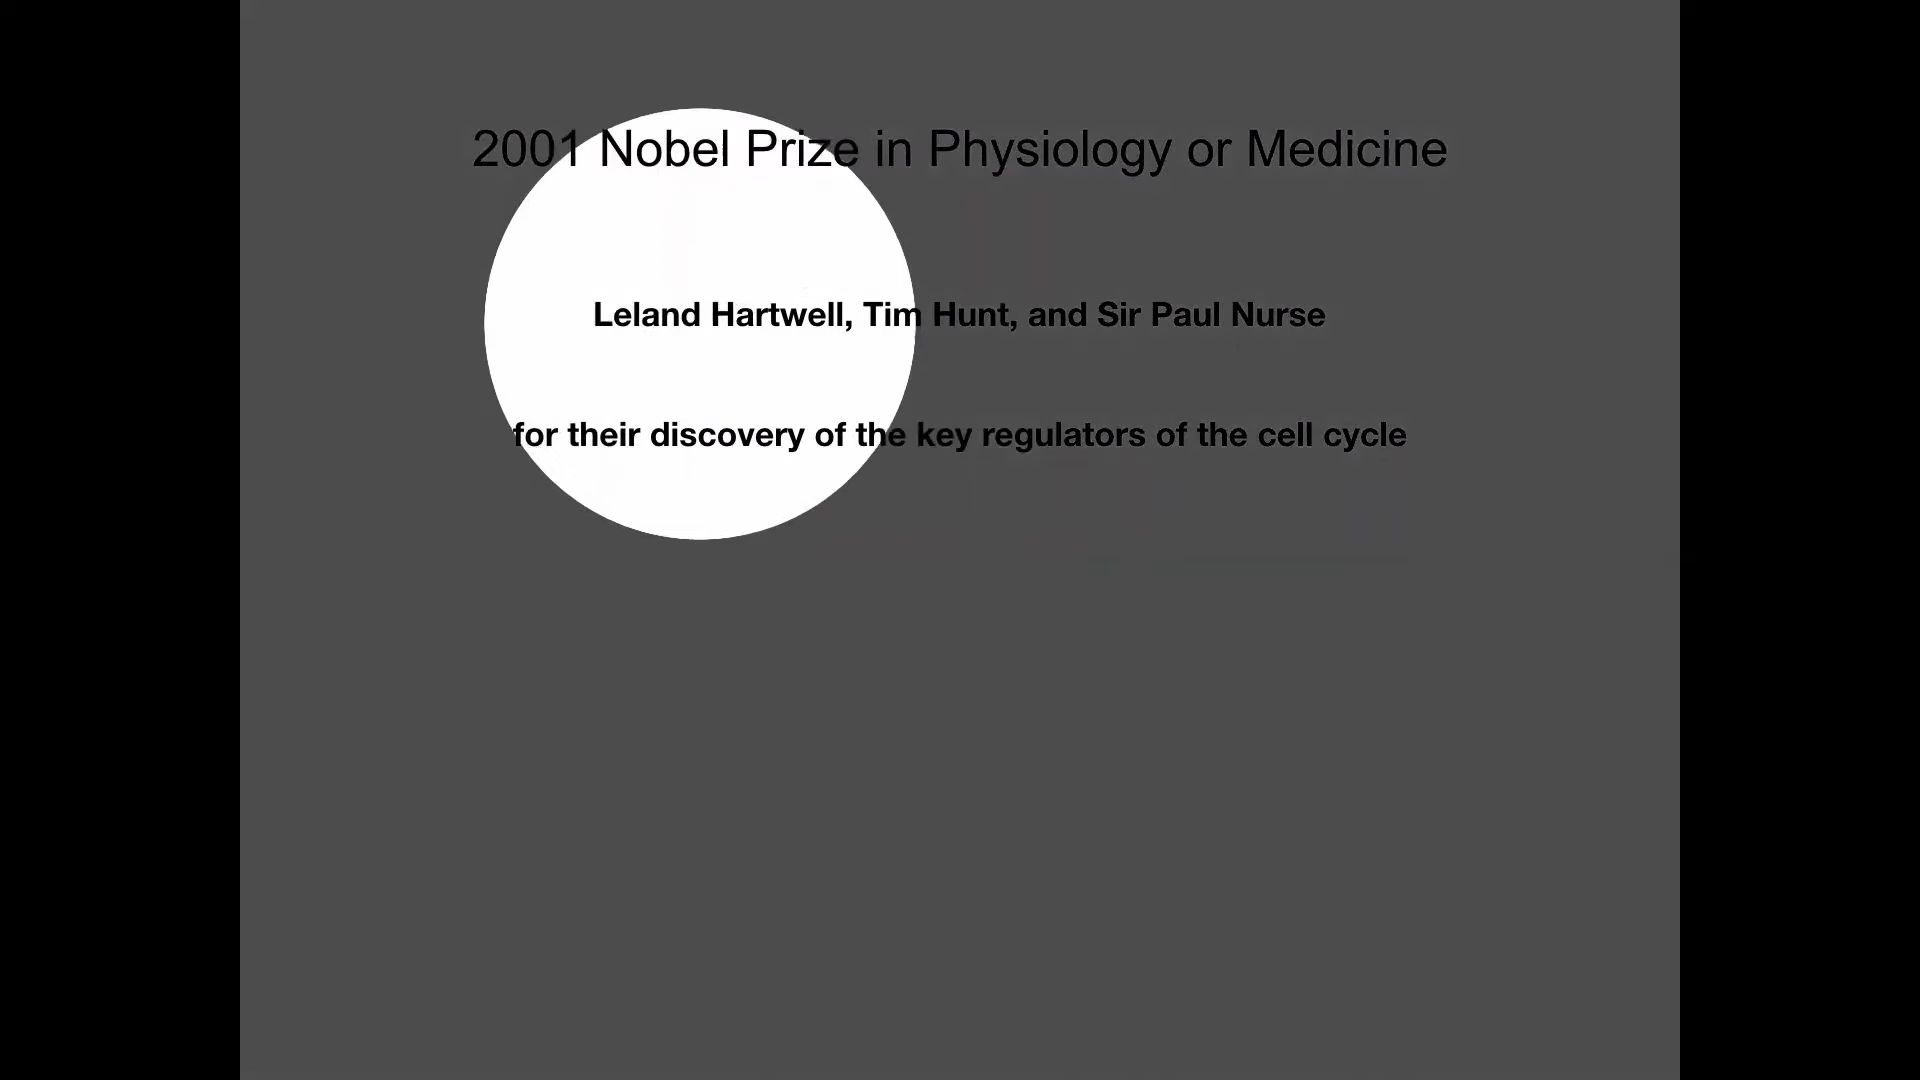 2001 Nobel Prize in Physiology or Medicine
Leland Hartwell, Tim Hunt, and Sir Paul Nurse
for their discovery of the key regulators of the cell cycle